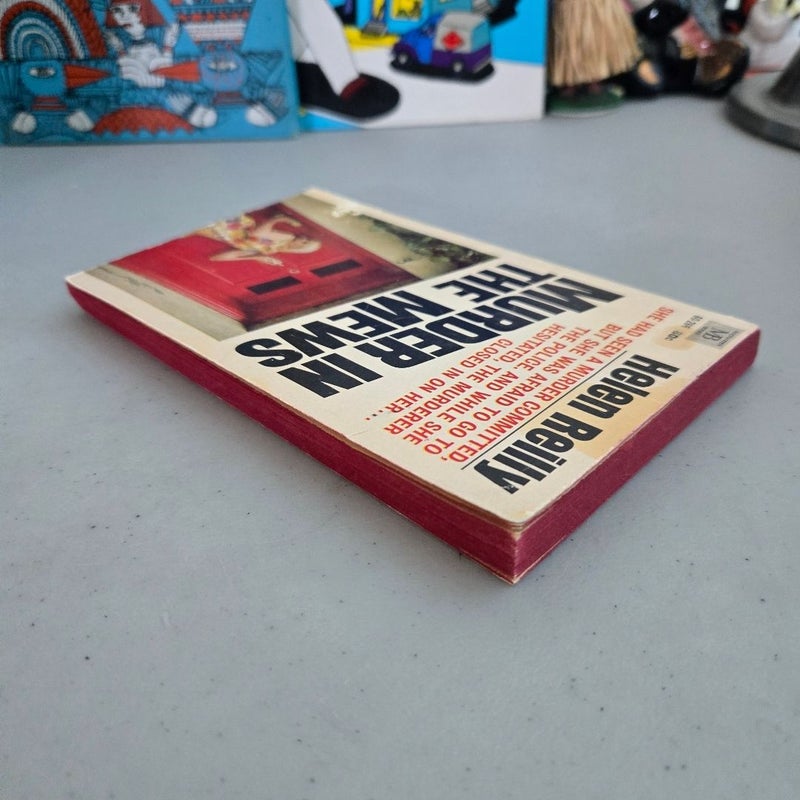 Helen Reilly
SHE HAD SEEN A MURDER COMMITTED,
BUT SHE WAS AFRAID TO GO TO
THE POLICE, AND WHILE SHE
HESITATED, THE MURDERER
CLOSED IN ON HER...
MURDER IN
THE MEWS
MB